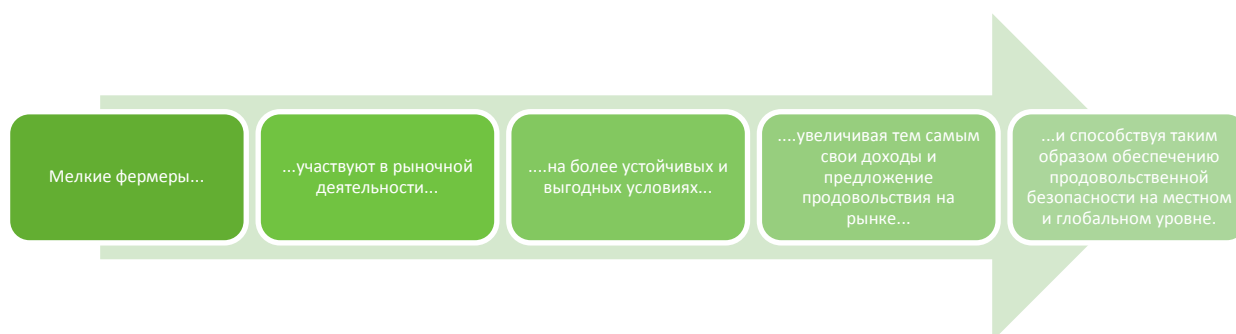 Мелкие фермеры...
...участвуют в рыночной
деятельности...
....на более устойчивых и
выгодных условиях...
....увеличивая тем самым
свои доходы и
предложение
продовольствия на
рынке...
...и способствуя таким
образом обеспечению
продовольственной
безопасности на местном
и глобальном уровне.